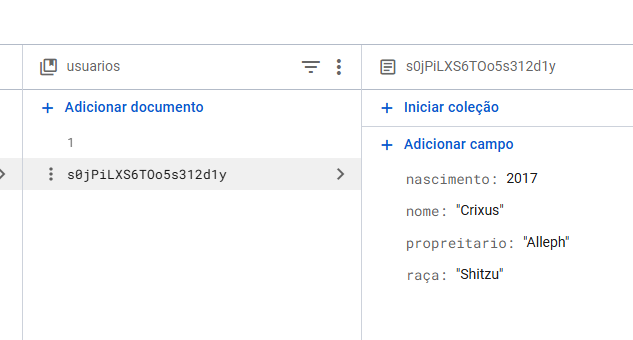 usuarios
Adicionar documento
1
s0jPiLXS6TOo5s312d1y
s0jPiLXS6TOo5s312d1y
Iniciar coleção
Adicionar campo
nascimento: 2017
nome: "Crixus"
propreitario: "Alleph"
raça: "Shitzu"